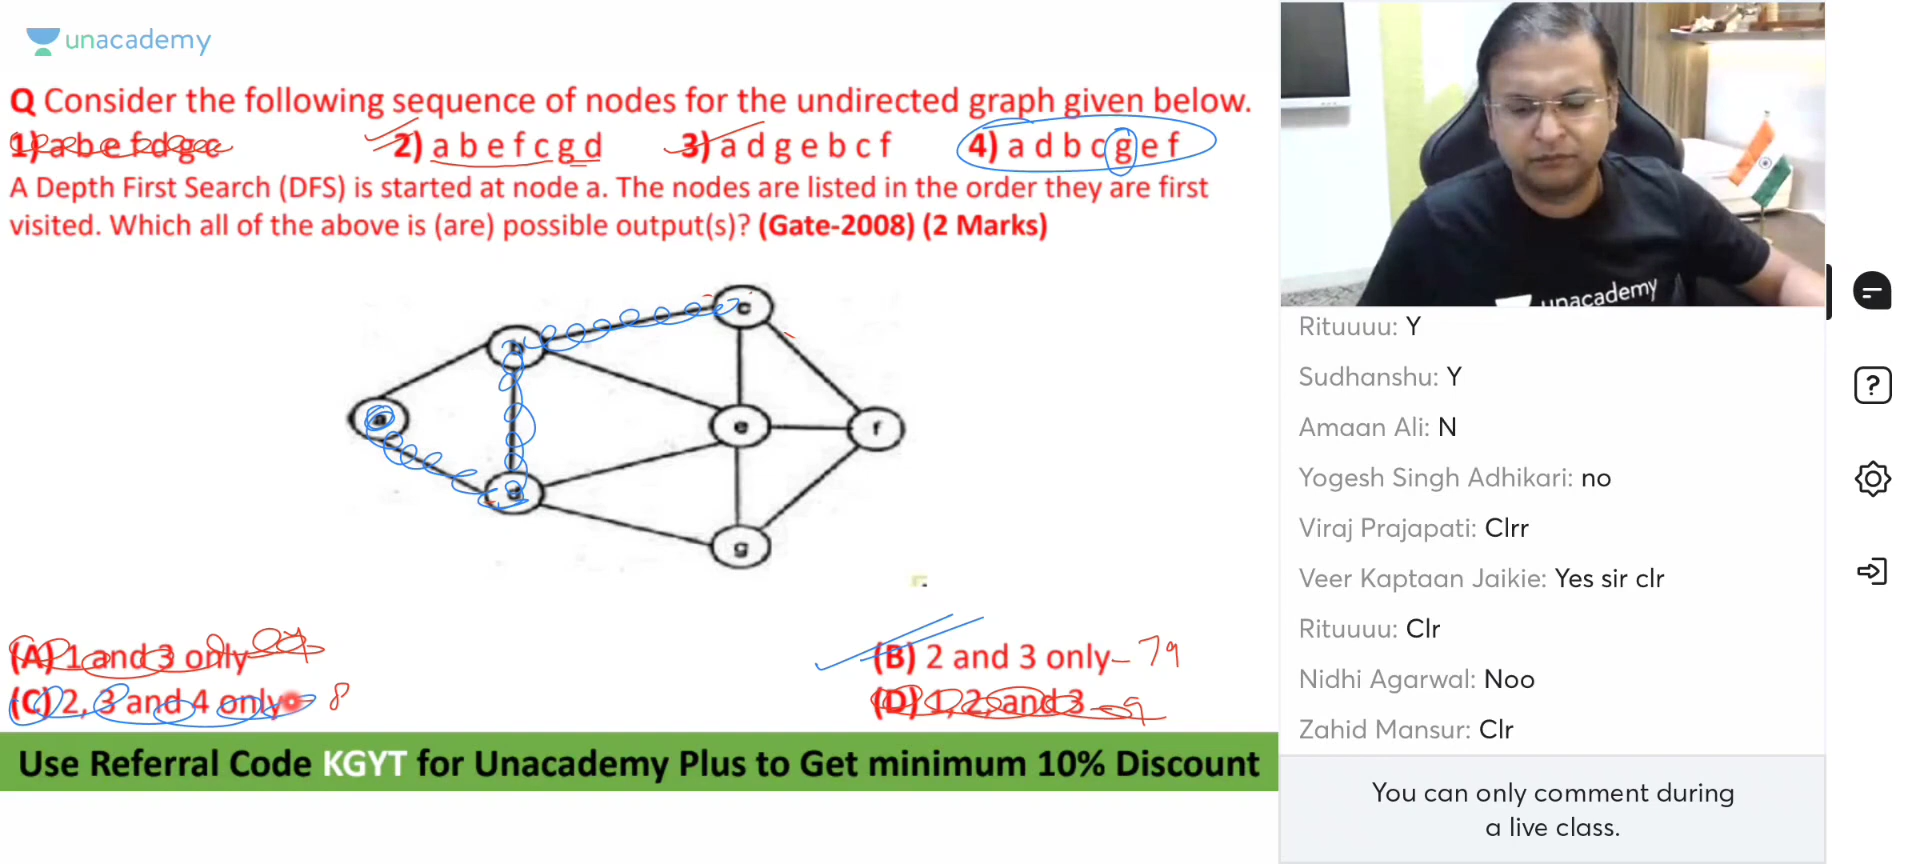 unacademy
Q Consider the following sequence of nodes for the undirected graph given below.
1) a b e f d g c 2) a b e f c g d 3) a d g e b c f 4) a d b c g e f
A Depth First Search (DFS) is started at node a. The nodes are listed in the order they are first
visited. Which all of the above is (are) possible output(s)? (Gate-2008) (2 Marks)
c
b
a
e
f
d
g
(A) 1 and 3 only
(B) 2 and 3 only – 79
(C) 2, 3 and 4 only 8
(D) 1, 2, and 3 – 9
Use Referral Code KGYT for Unacademy Plus to Get minimum 10% Discount
unacademy
Rituuuu: Y
Sudhanshu: Y
Amaan Ali: N
Yogesh Singh Adhikari: no
Viraj Prajapati: Clrr
Veer Kaptaan Jaikie: Yes sir clr
Rituuuu: Clr
Nidhi Agarwal: Noo
Zahid Mansur: Clr
You can only comment during
a live class.
?